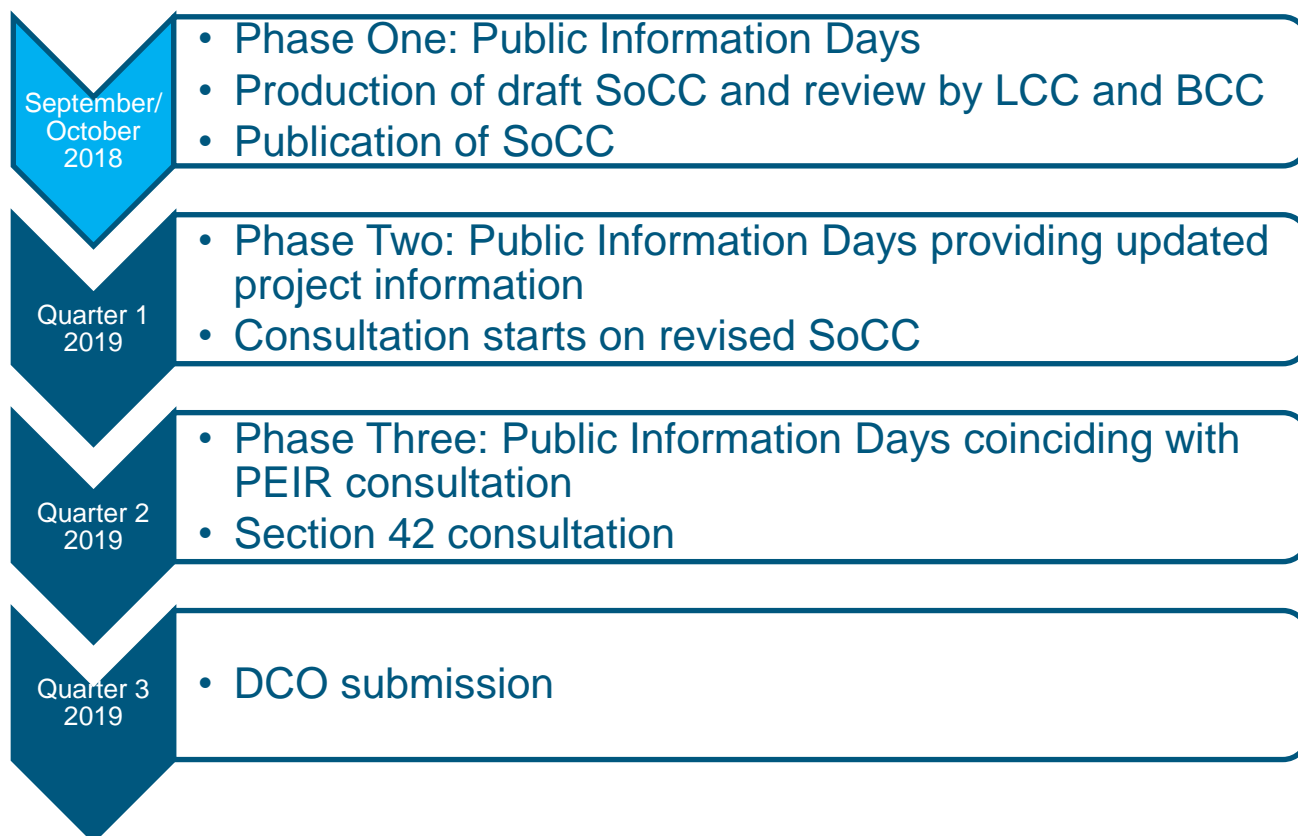 September/
October
2018
• Phase One: Public Information Days
• Production of draft SoCC and review by LCC and BCC
• Publication of SoCC
Quarter 1
2019
• Phase Two: Public Information Days providing updated
project information
• Consultation starts on revised SoCC
Quarter 2
2019
• Phase Three: Public Information Days coinciding with
PEIR consultation
• Section 42 consultation
Quarter 3
2019
• DCO submission